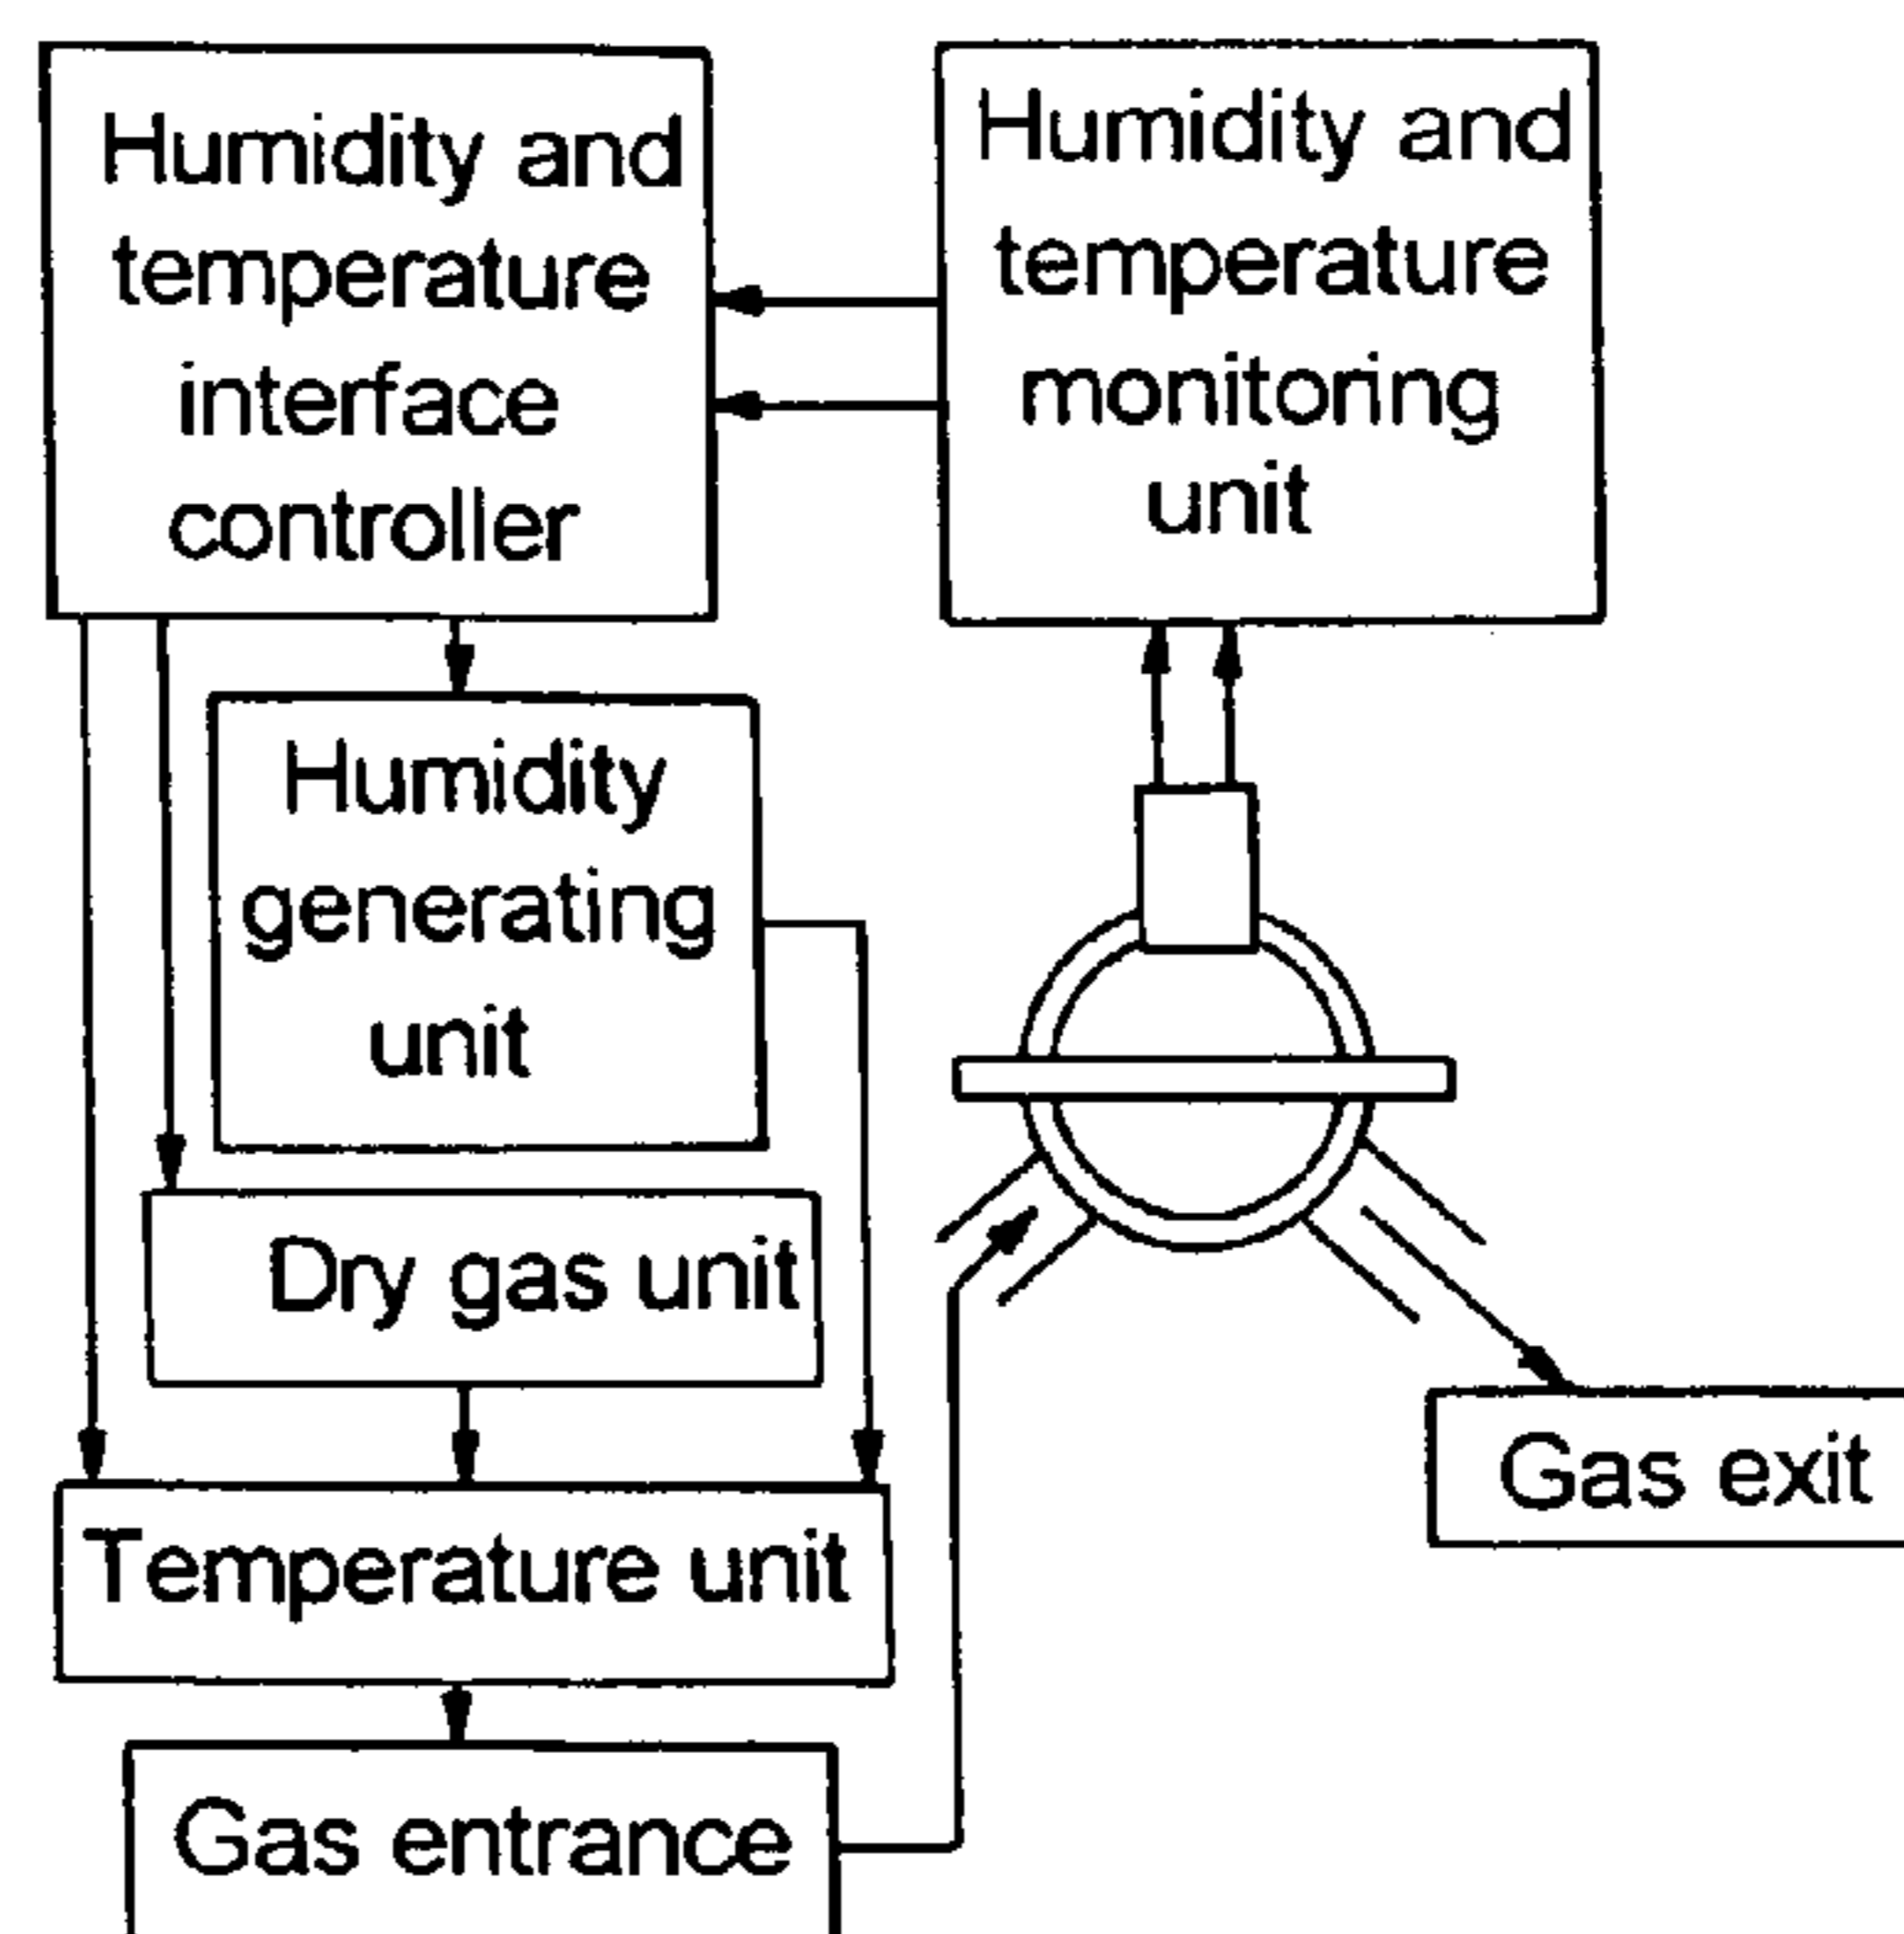 Humidity and
temperature
interface
controller
Humidity and
temperature
monitoring
unit
Humidity
generating
unit
Dry gas unit
Temperature unit
Gas entrance
Gas exit